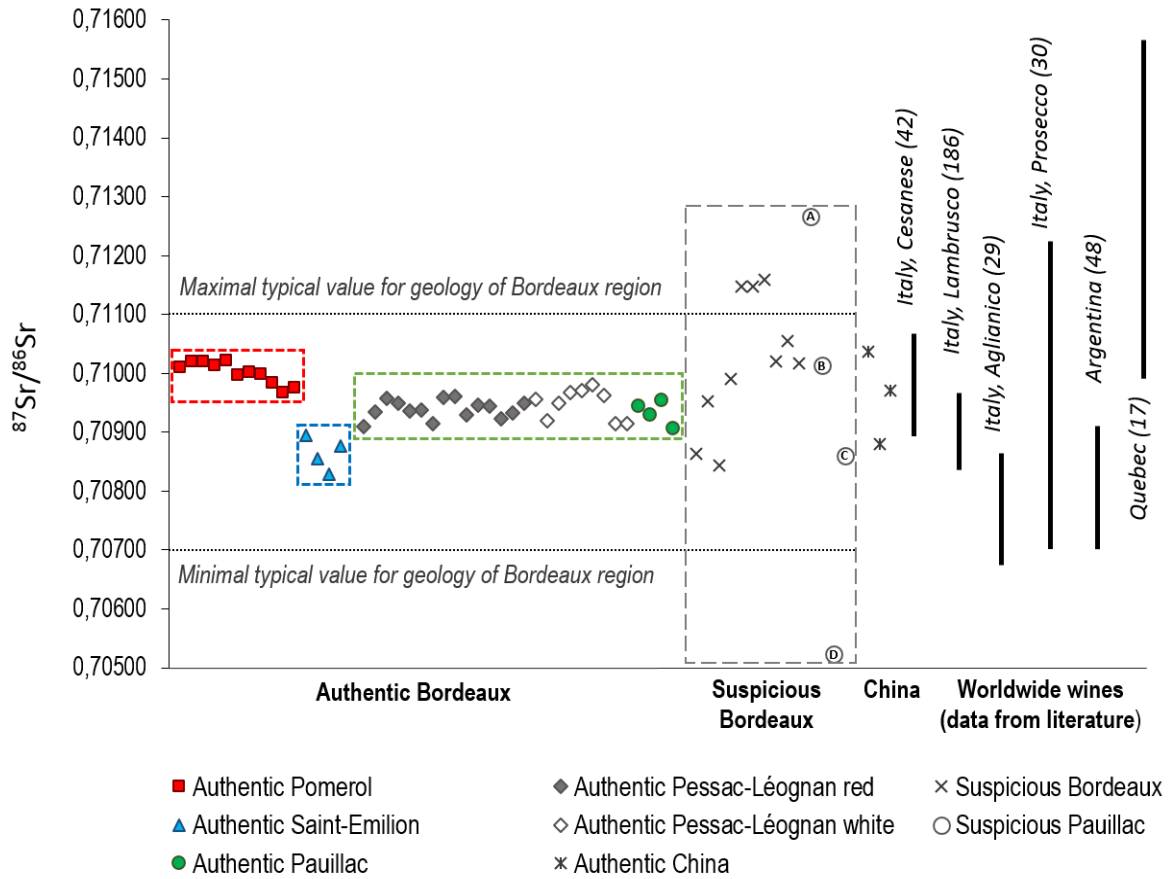 0,71600
0,71500
0,71400
0,71300
0,71200
0,71100
0,71000
0,70900
0,70800
0,70700
0,70600
0,70500
⁸⁷Sr/⁸⁶Sr
Maximal typical value for geology of Bordeaux region
Minimal typical value for geology of Bordeaux region
A
B
C
D
Italy, Cesanese (42)
Italy, Lambrusco (186)
Italy, Aglianico (29)
Italy, Prosecco (30)
Argentina (48)
Quebec (17)
Authentic Bordeaux
Suspicious
Bordeaux
China
Worldwide wines
(data from literature)
Authentic Pomerol
Authentic Saint-Emilion
Authentic Pauillac
Authentic Pessac-Léognan red
Authentic Pessac-Léognan white
Authentic China
Suspicious Bordeaux
Suspicious Pauillac